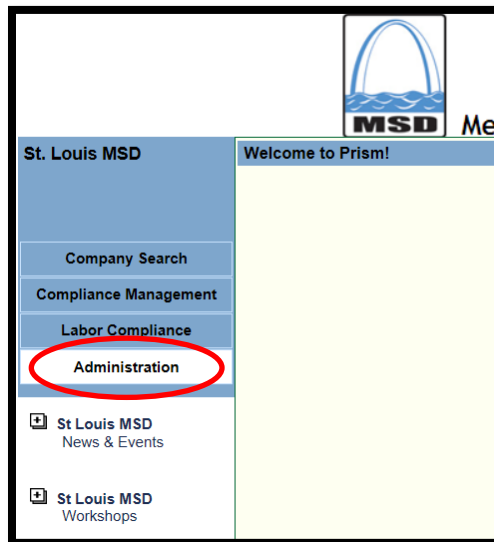 MSD Me
St. Louis MSD
Welcome to Prism!
Company Search
Compliance Management
Labor Compliance
Administration
St Louis MSD
News & Events
St Louis MSD
Workshops